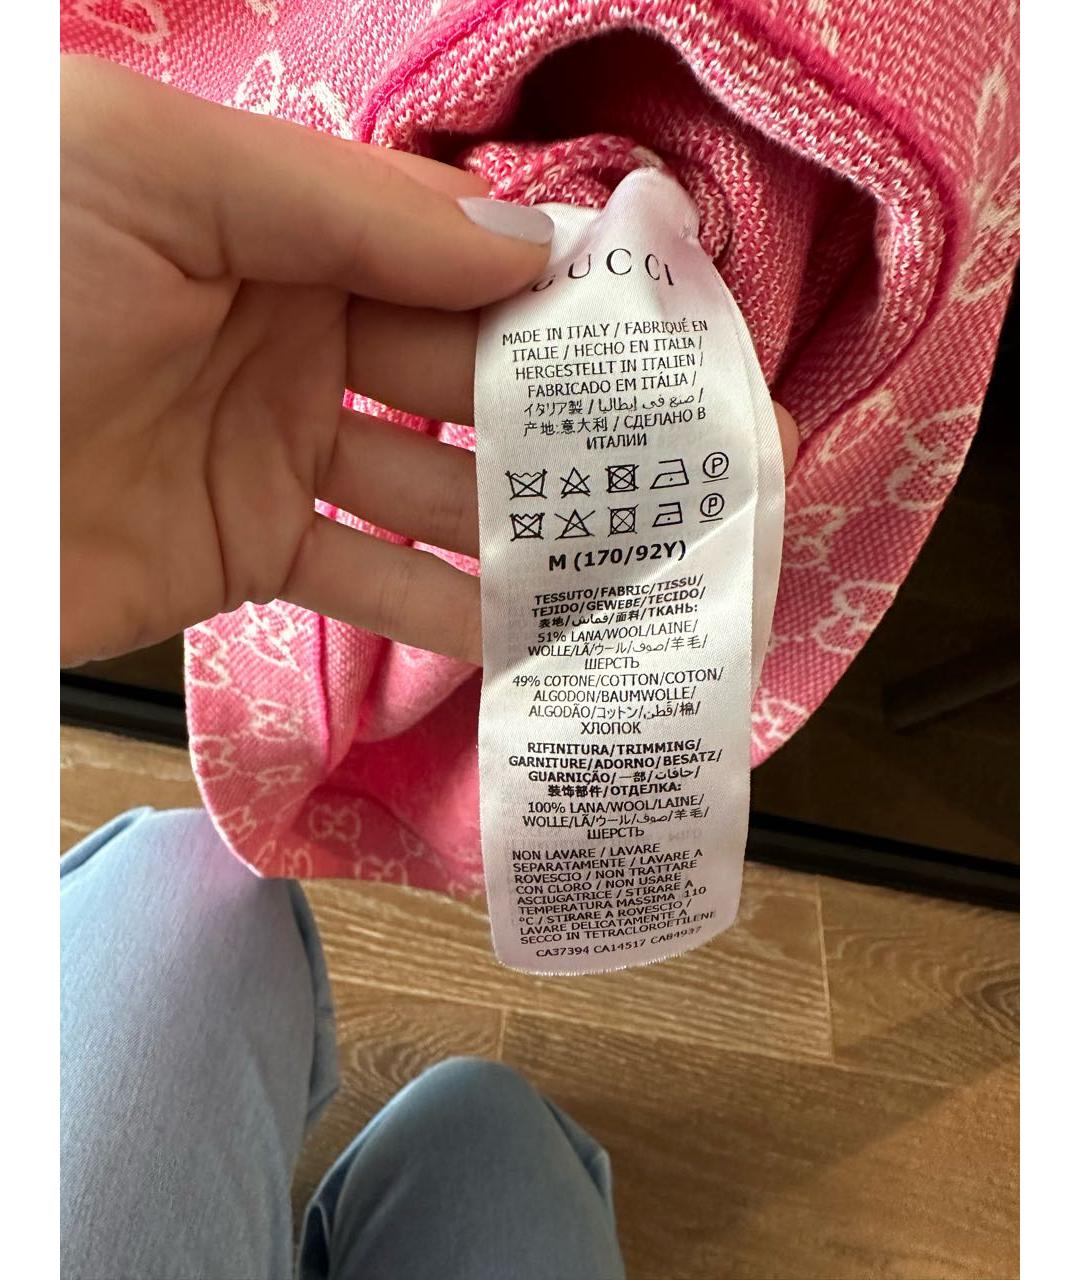 GUCCI
MADE IN ITALY / FABRIQUÉ EN
ITALIE / HECHO EN ITALIA /
HERGESTELLT IN ITALIEN /
FABRICADO EM ITÁLIA /
イタリア製 / صنع في إيطاليا /
产地:意大利 / СДЕЛАНО В
ИТАЛИИ
P
P
M (170/92Y)
TESSUTO/FABRIC/TISSU/
TEJIDO/GEWEBE/TECIDO/
表地/قماش/面料/ТКАНЬ:
51% LANA/WOOL/LAINE/
WOLLE/LÃ/ウール/صوف/羊毛/
ШЕРСТЬ
49% COTONE/COTTON/COTON/
ALGODON/BAUMWOLLE/
ALGODÃO/コットン/قطن/棉/
ХЛОПОК
RIFINITURA/TRIMMING/
GARNITURE/ADORNO/BESATZ/
GUARNIÇÃO/一部/حافات/
装饰部件/ОТДЕЛКА:
100% LANA/WOOL/LAINE/
WOLLE/LÃ/ウール/صوف/羊毛/
ШЕРСТЬ
NON LAVARE / LAVARE
SEPARATAMENTE / LAVARE A
ROVESCIO / NON TRATTARE
CON CLORO / NON USARE
ASCIUGATRICE / STIRARE A
TEMPERATURA MASSIMA 110
°C / STIRARE A ROVESCIO /
LAVARE DELICATAMENTE A
SECCO IN TETRACLOROETILENE
CA37394 CA14517 CA84937